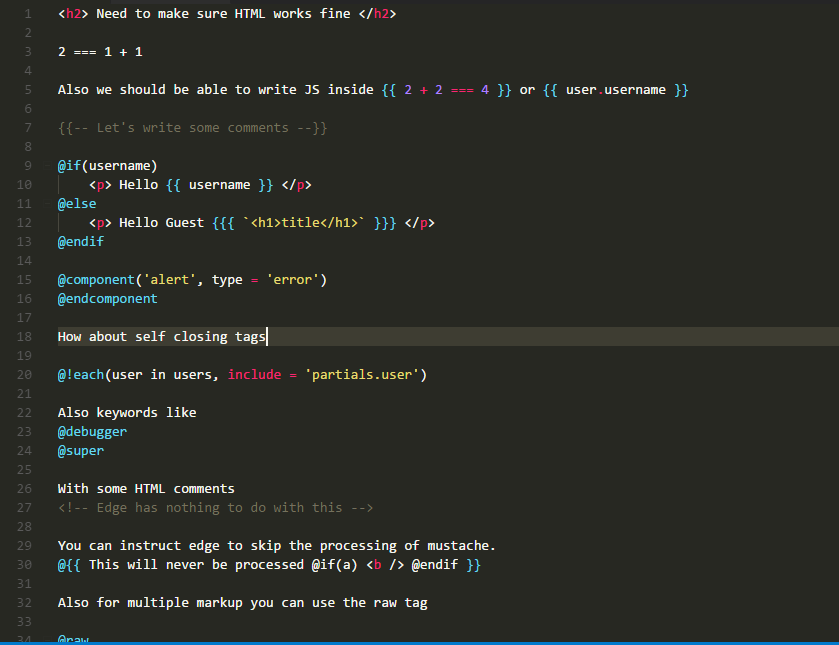 1 <h2> Need to make sure HTML works fine </h2>
2
3 2 === 1 + 1
4
5 Also we should be able to write JS inside {{ 2 + 2 === 4 }} or {{ user.username }}
6
7 {{-- Let's write some comments --}}
8
9 @if(username)
10     <p> Hello {{ username }} </p>
11 @else
12     <p> Hello Guest {{{ `<h1>title</h1>` }}} </p>
13 @endif
14
15 @component('alert', type = 'error')
16 @endcomponent
17
18 How about self closing tags
19
20 @!each(user in users, include = 'partials.user')
21
22 Also keywords like
23 @debugger
24 @super
25
26 With some HTML comments
27 <!-- Edge has nothing to do with this -->
28
29 You can instruct edge to skip the processing of mustache.
30 @{{ This will never be processed @if(a) <b /> @endif }}
31
32 Also for multiple markup you can use the raw tag
33
34 @raw